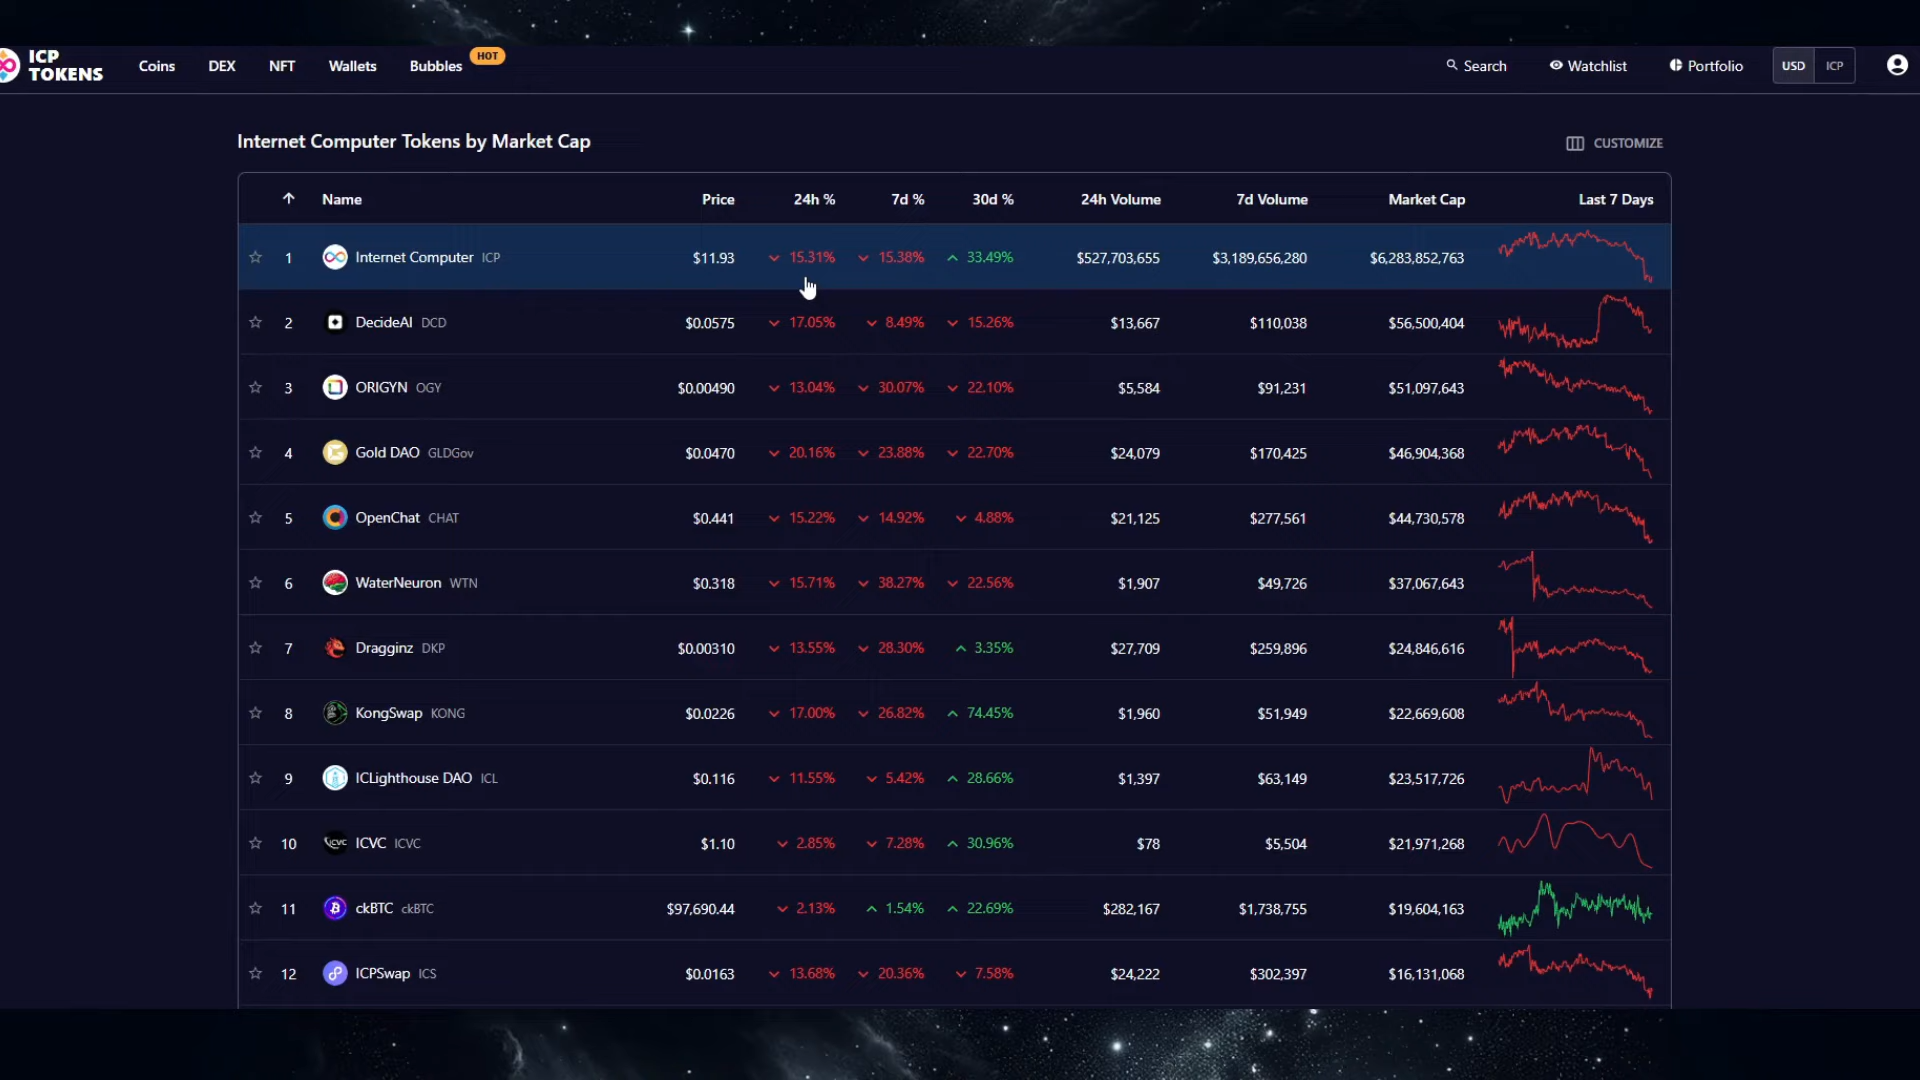 ICP
TOKENS
Coins DEX NFT Wallets Bubbles HOT Search Watchlist Portfolio USD ICP
Internet Computer Tokens by Market Cap CUSTOMIZE
Name Price 24h % 7d % 30d % 24h Volume 7d Volume Market Cap Last 7 Days
1 Internet Computer ICP $11.93 15.31% 15.38% 33.49% $527,703,655 $3,189,656,280 $6,283,852,763
2 DecideAI DCD $0.0575 17.05% 8.49% 15.26% $13,667 $110,038 $56,500,404
3 ORIGYN OGY $0.00490 13.04% 30.07% 22.10% $5,584 $91,231 $51,097,643
4 Gold DAO GLDGov $0.0470 20.16% 23.88% 22.70% $24,079 $170,425 $46,904,368
5 OpenChat CHAT $0.441 15.22% 14.92% 4.88% $21,125 $277,561 $44,730,578
6 WaterNeuron WTN $0.318 15.71% 38.27% 22.56% $1,907 $49,726 $37,067,643
7 Dragginz DKP $0.00310 13.55% 28.30% 3.35% $27,709 $259,896 $24,846,616
8 KongSwap KONG $0.0226 17.00% 26.82% 74.45% $1,960 $51,949 $22,669,608
9 ICLighthouse DAO ICL $0.116 11.55% 5.42% 28.66% $1,397 $63,149 $23,517,726
10 ICVC ICVC $1.10 2.85% 7.28% 30.96% $78 $5,504 $21,971,268
11 ckBTC ckBTC $97,690.44 2.13% 1.54% 22.69% $282,167 $1,738,755 $19,604,163
12 ICPSwap ICS $0.0163 13.68% 20.36% 7.58% $24,222 $302,397 $16,131,068